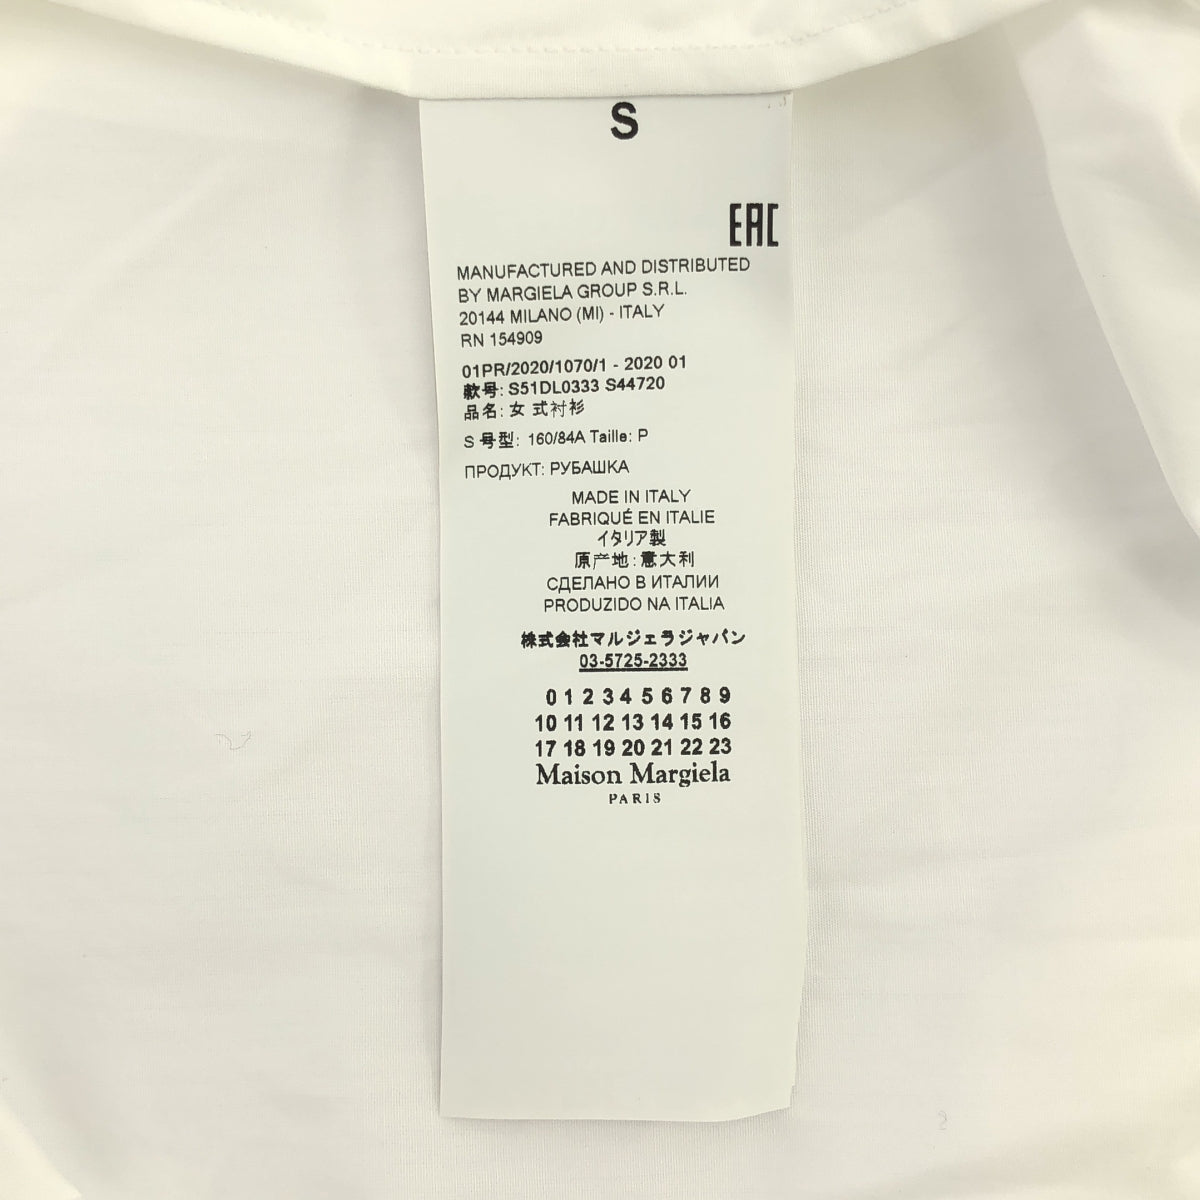 S
EAC
MANUFACTURED AND DISTRIBUTED
BY MARGIELA GROUP S.R.L.
20144 MILANO (MI) - ITALY
RN 154909
01PR/2020/1070/1 - 2020 01
款号: S51DL0333 S44720
品名: 女 式衬衫
S 号型: 160/84A Taille: P
ПРОДУКТ: РУБАШКА
MADE IN ITALY
FABRIQUÉ EN ITALIE
イタリア製
原产地: 意大利
СДЕЛАНО В ИТАЛИИ
PRODUZIDO NA ITALIA
株式会社マルジェラジャパン
03-5725-2333
0 1 2 3 4 5 6 7 8 9
10 11 12 13 14 15 16
17 18 19 20 21 22 23
Maison Margiela
PARIS